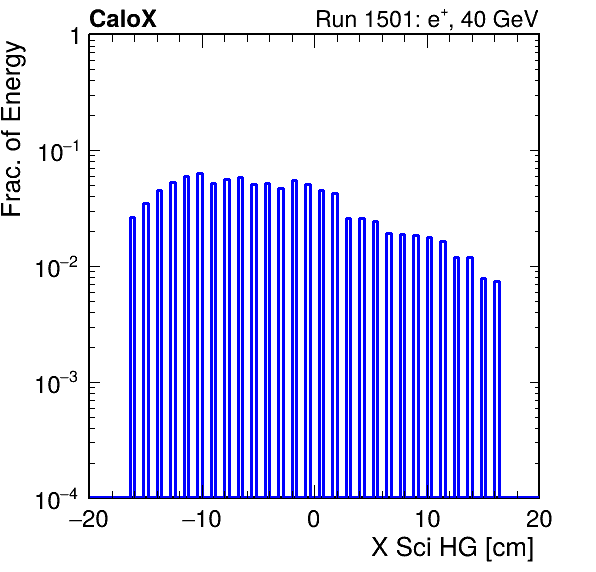 CaloX Run 1501: e⁺, 40 GeV
Frac. of Energy
1
10⁻¹
10⁻²
10⁻³
10⁻⁴
−20 −10 0 10 20
X Sci HG [cm]